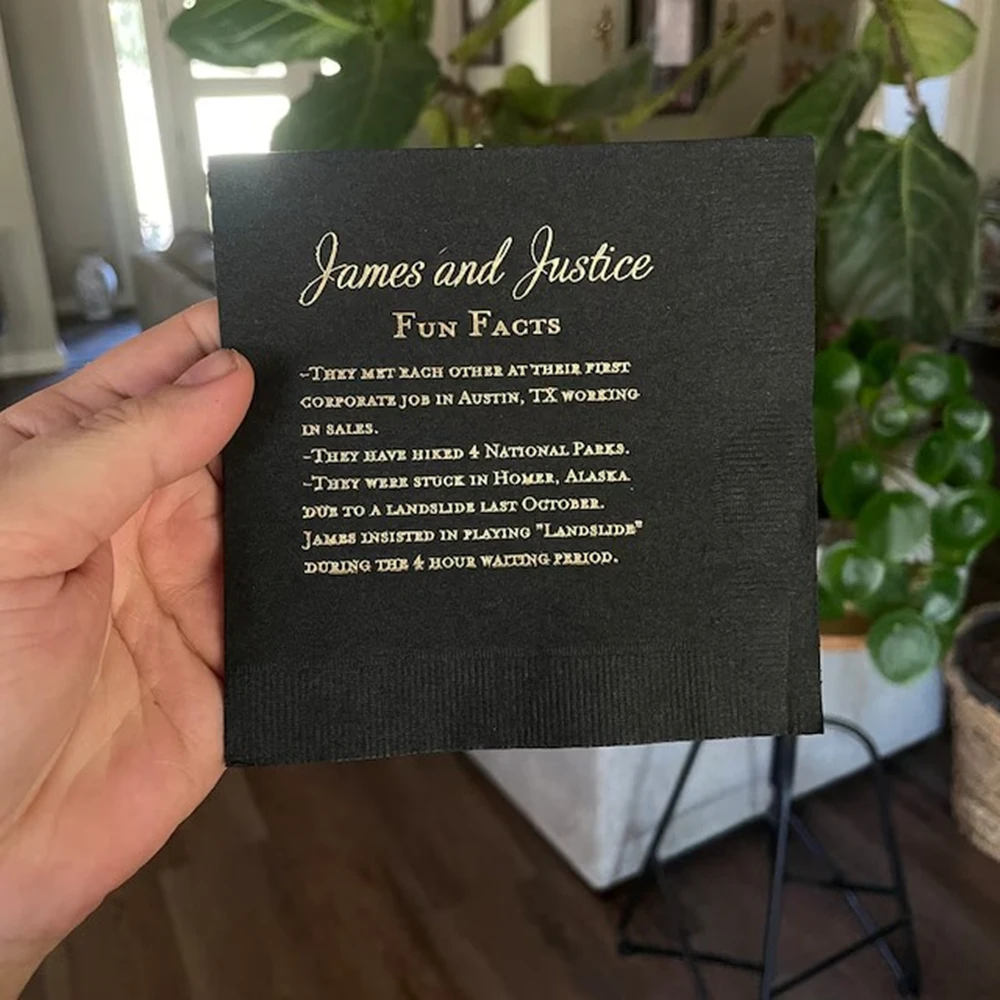 James and Justice
Fun Facts
-They met each other at their first
corporate job in Austin, TX working
in sales.
-They have hiked 4 National Parks.
-They were stuck in Homer, Alaska
due to a landslide last October.
James insisted in playing "Landslide"
during the 4 hour waiting period.